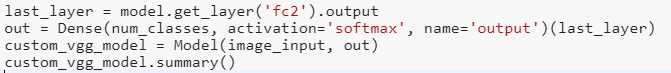 last_layer = model.get_layer('fc2').output
out = Dense(num_classes, activation='softmax', name='output')(last_layer)
custom_vgg_model = Model(image_input, out)
custom_vgg_model.summary()